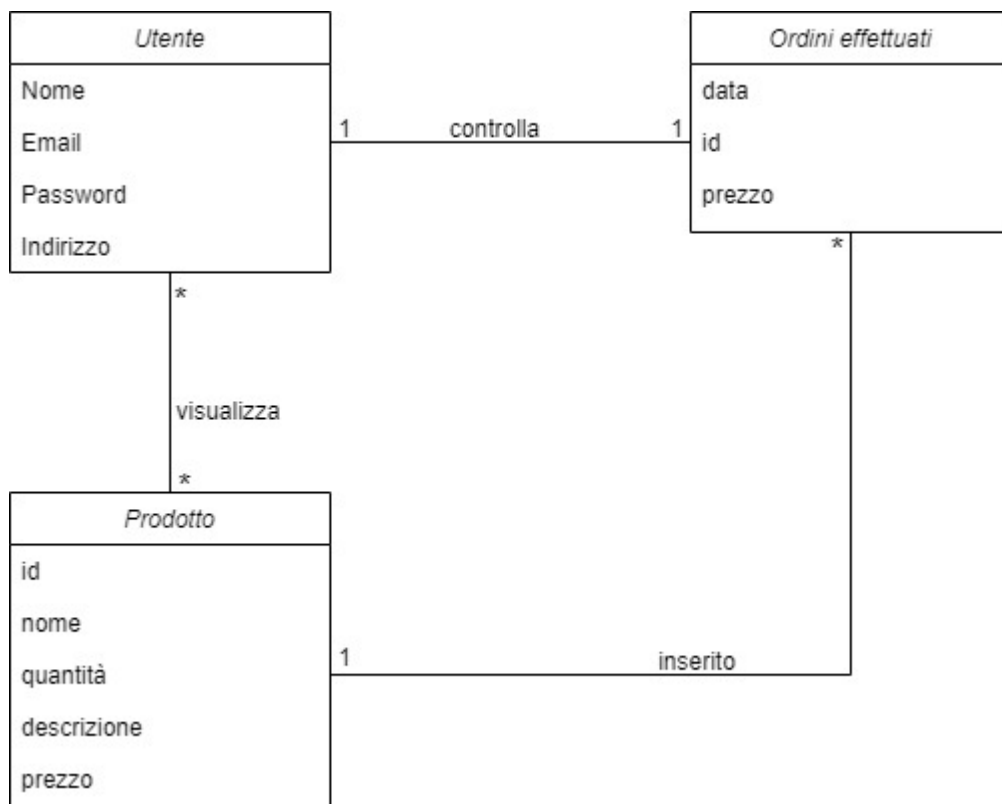 Utente
Nome
Email
Password
Indirizzo
1 controlla 1
Ordini effettuati
data
id
prezzo
*
*
visualizza
*
Prodotto
id
nome
quantità
descrizione
prezzo
1 inserito